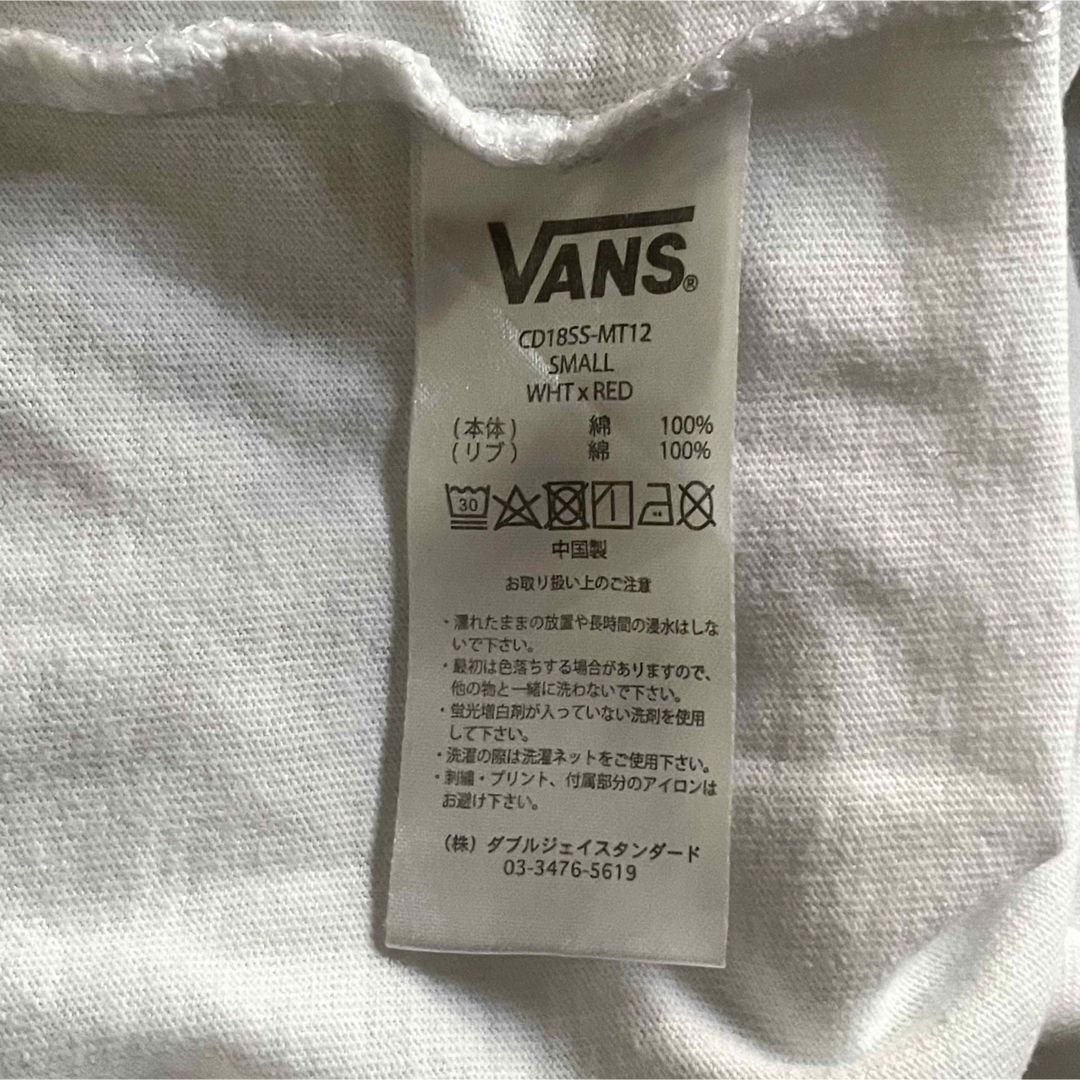 VANS®
CD18SS-MT12
SMALL
WHT x RED
(本体) 綿 100%
(リブ) 綿 100%
30
中国製
お取り扱い上のご注意
・濡れたままの放置や長時間の浸水はしな
いで下さい。
・最初は色落ちする場合がありますので、
他の物と一緒に洗わないで下さい。
・蛍光増白剤が入っていない洗剤を使用
して下さい。
・洗濯の際は洗濯ネットをご使用下さい。
・刺繍・プリント、付属部分のアイロンは
お避け下さい。
(株) ダブルジェイスタンダード
03-3476-5619